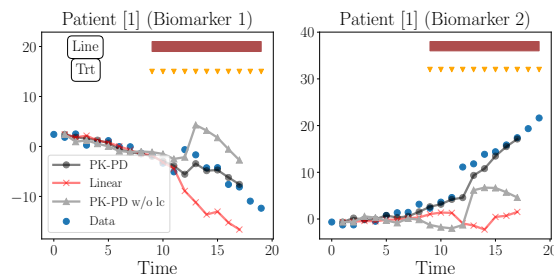 Patient [1] (Biomarker 1)
Patient [1] (Biomarker 2)
20
10
0
−10
Line
Trt
PK-PD
Linear
PK-PD w/o lc
Data
0 5 10 15 20
Time
40
30
20
10
0
0 5 10 15 20
Time